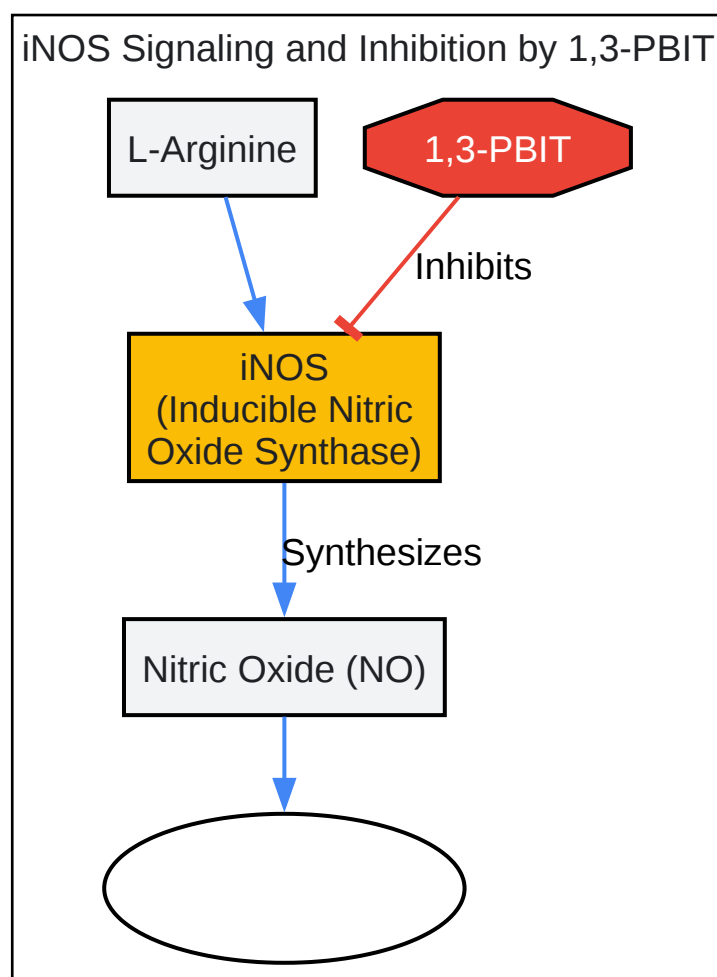 iNOS Signaling and Inhibition by 1,3-PBIT
L-Arginine
1,3-PBIT
Inhibits
iNOS
(Inducible Nitric
Oxide Synthase)
Synthesizes
Nitric Oxide (NO)